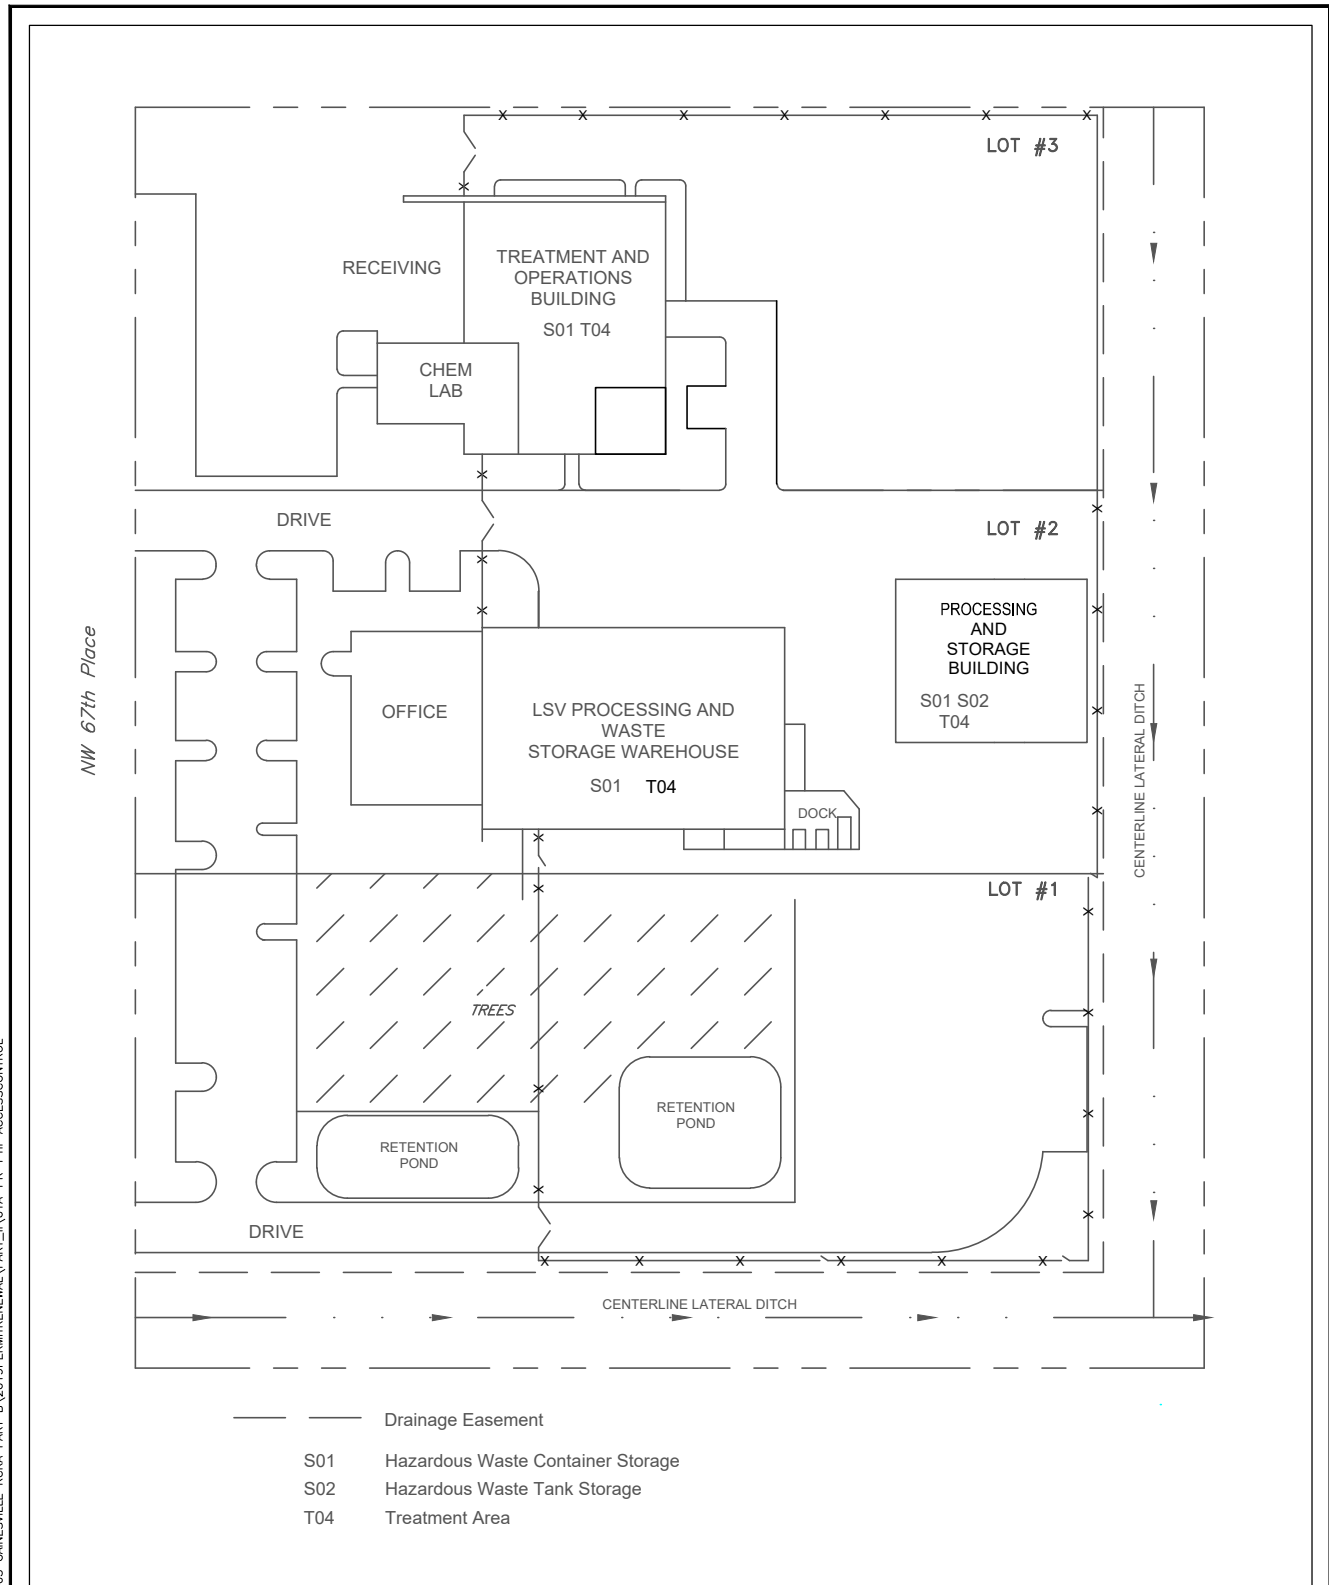 LOT #3
RECEIVING
TREATMENT AND
OPERATIONS
BUILDING
S01 T04
CHEM
LAB
DRIVE
LOT #2
NW 67th Place
OFFICE
LSV PROCESSING AND
WASTE
STORAGE WAREHOUSE
S01 T04
DOCK
PROCESSING
AND
STORAGE
BUILDING
S01 S02
T04
CENTERLINE LATERAL DITCH
LOT #1
TREES
RETENTION
POND
RETENTION
POND
DRIVE
CENTERLINE LATERAL DITCH
Drainage Easement
S01 Hazardous Waste Container Storage
S02 Hazardous Waste Tank Storage
T04 Treatment Area